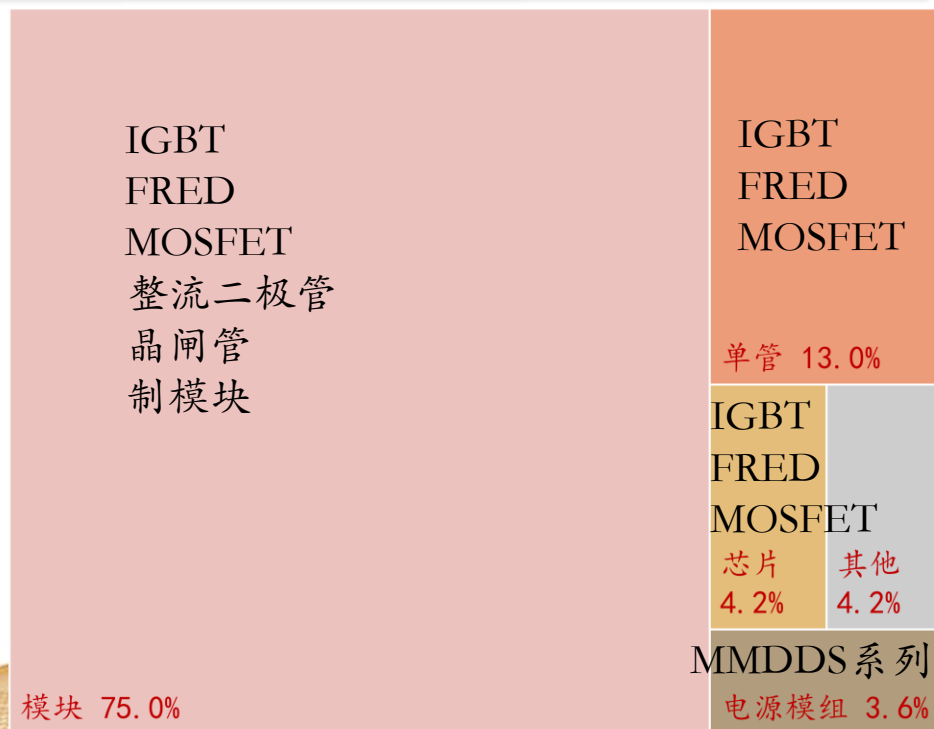 IGBT
FRED
MOSFET
整流二极管
晶闸管
制模块
模块 75.0%
IGBT
FRED
MOSFET
单管 13.0%
IGBT
FRED
MOSFET
芯片
4.2%
其他
4.2%
MMDDS系列
电源模组 3.6%